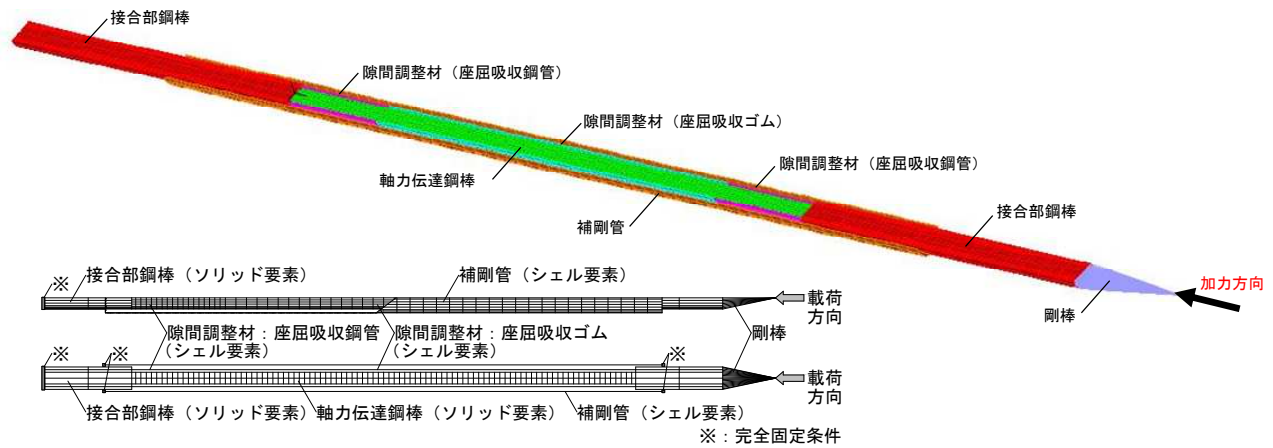 接合部鋼棒
隙間調整材（座屈吸収鋼管）
隙間調整材（座屈吸収ゴム）
隙間調整材（座屈吸収鋼管）
軸力伝達鋼棒
補剛管
接合部鋼棒
加力方向
剛棒
※
接合部鋼棒（ソリッド要素）
補剛管（シェル要素）
載荷
方向
隙間調整材：座屈吸収鋼管
（シェル要素）
隙間調整材：座屈吸収ゴム
（シェル要素）
剛棒
※
※
※
載荷
方向
接合部鋼棒（ソリッド要素）
軸力伝達鋼棒（ソリッド要素）
補剛管（シェル要素）
※：完全固定条件